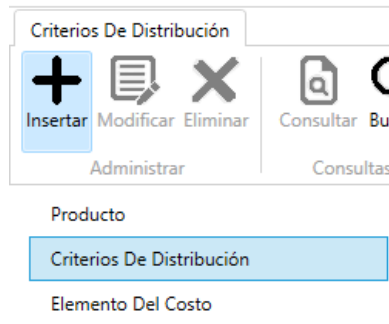 Criterios De Distribución
Insertar Modificar Eliminar Consultar
Administrar Consultas
Producto
Criterios De Distribución
Elemento Del Costo